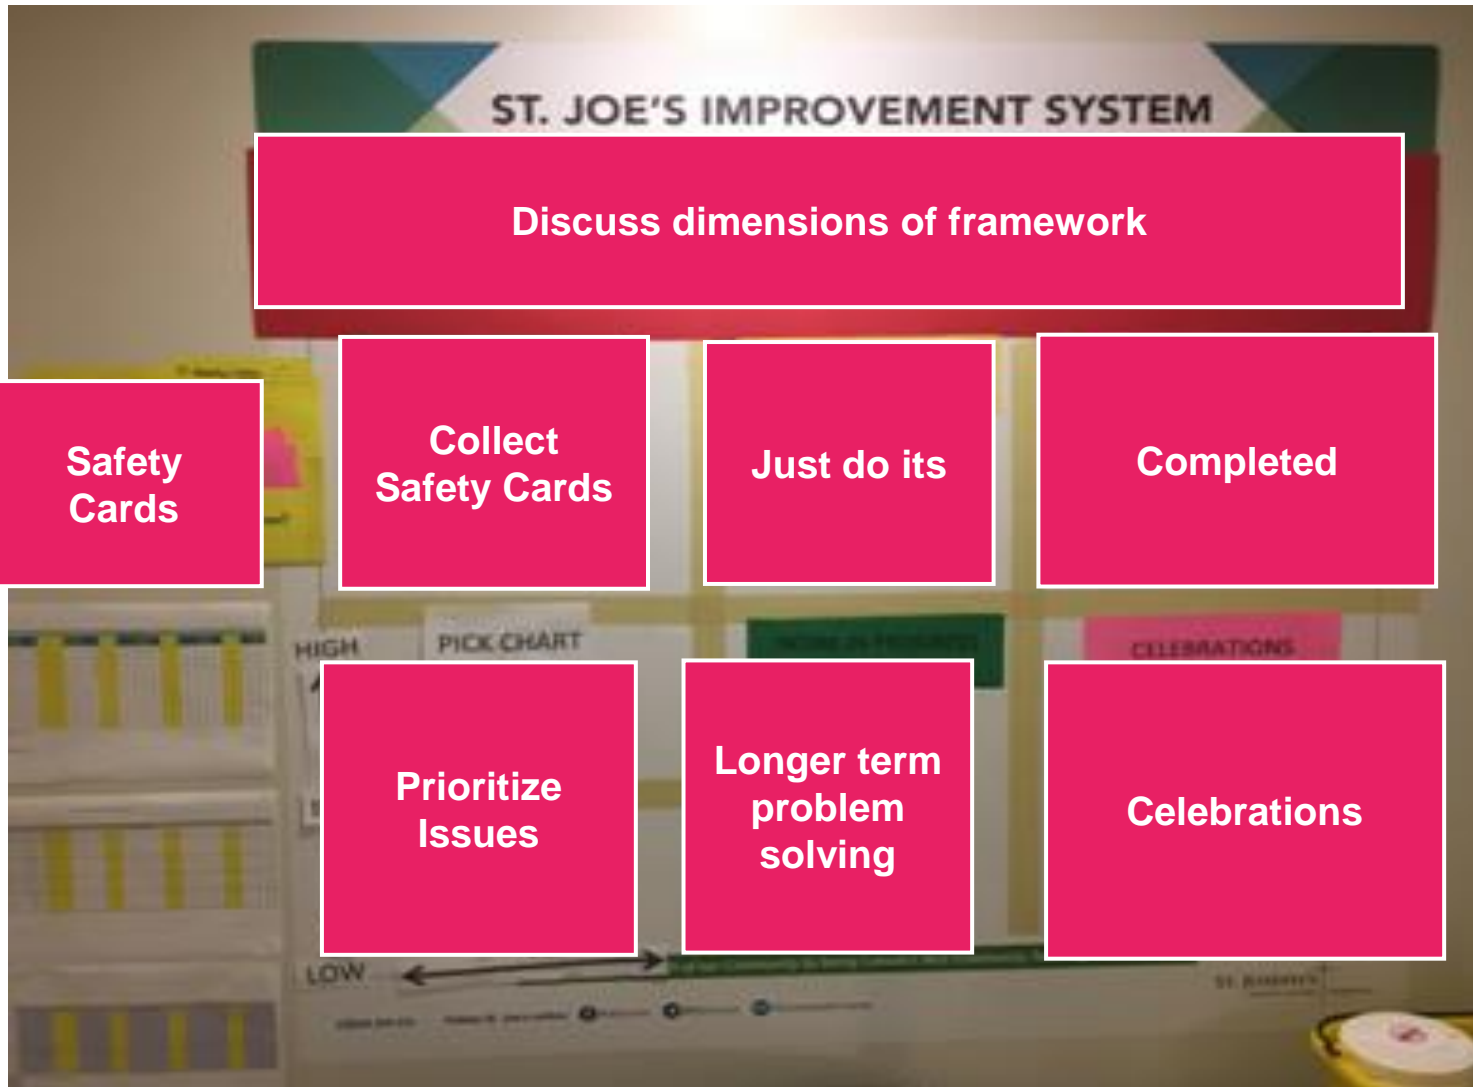 ST. JOE'S IMPROVEMENT SYSTEM
Discuss dimensions of framework
Safety
Cards
Collect
Safety Cards
Just do its
Completed
HIGH
PICK CHART
CELEBRATIONS
Prioritize
Issues
Longer term
problem
solving
Celebrations
LOW